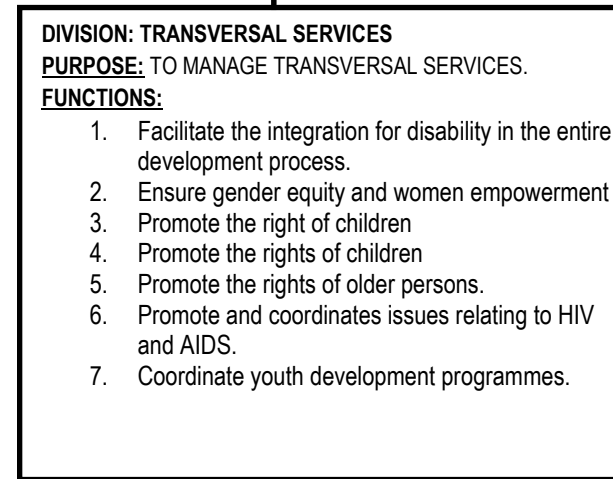 DIVISION: TRANSVERSAL SERVICES
PURPOSE: TO MANAGE TRANSVERSAL SERVICES.
FUNCTIONS:
1. Facilitate the integration for disability in the entire
development process.
2. Ensure gender equity and women empowerment
3. Promote the right of children
4. Promote the rights of children
5. Promote the rights of older persons.
6. Promote and coordinates issues relating to HIV
and AIDS.
7. Coordinate youth development programmes.